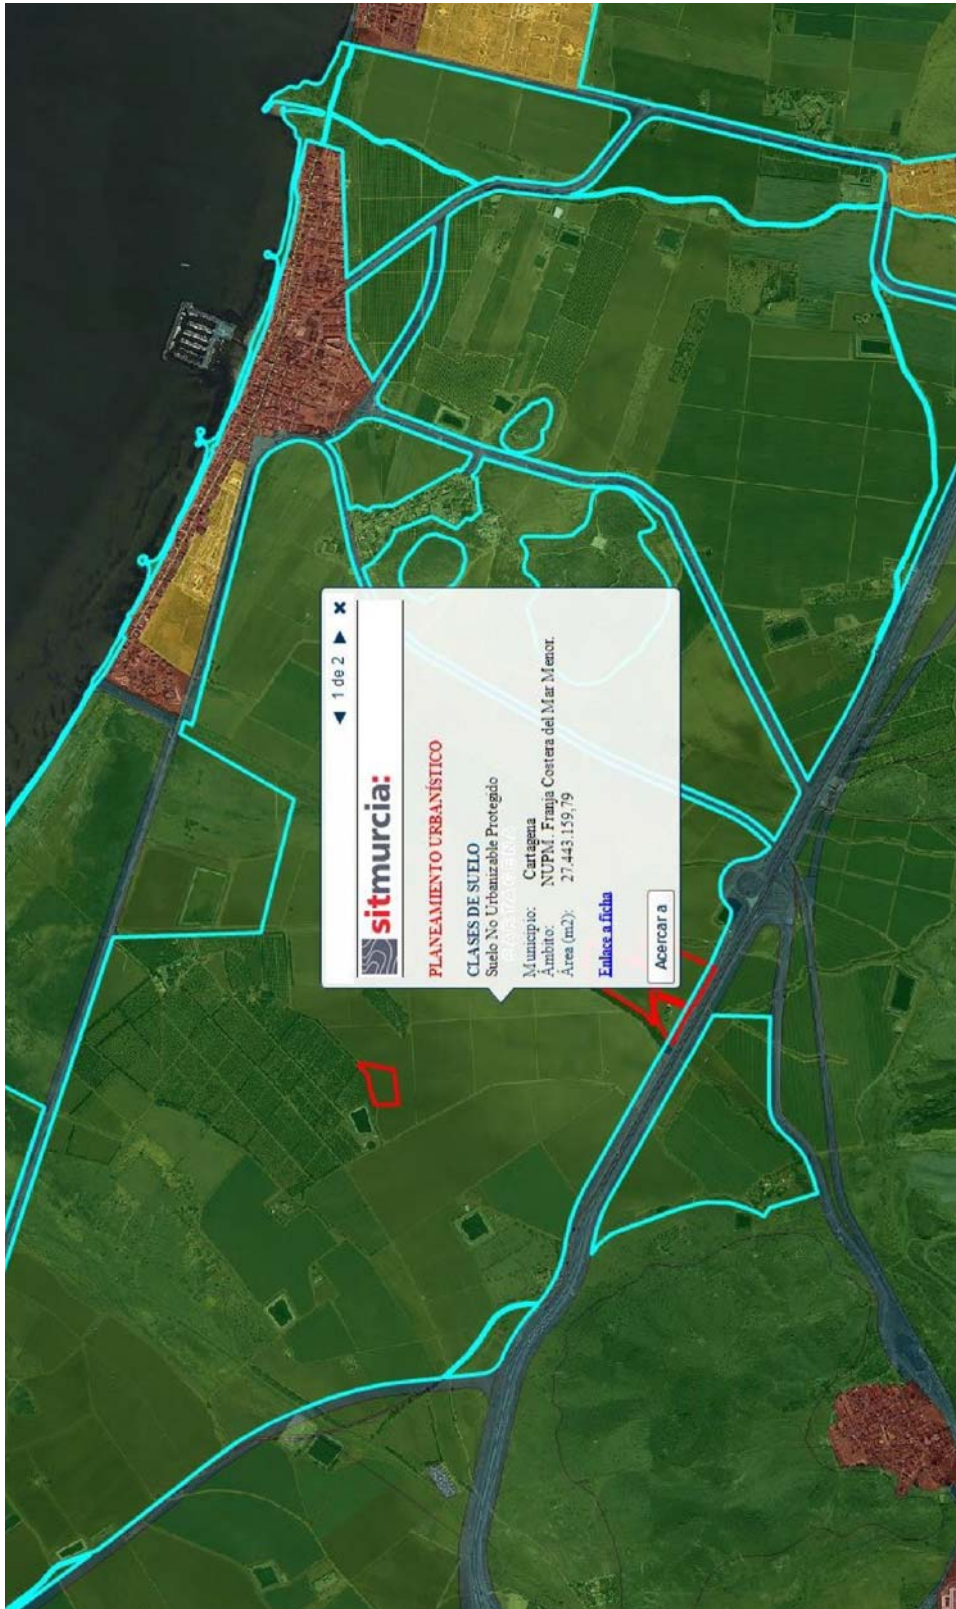 ◄ 1 de 2 ► ✖
sitmurcia:
PLANEAMIENTO URBANÍSTICO
CLASES DE SUELO
Suelo No Urbanizable Protegido
Municipio: Cartagena
Ámbito: NUPM. Franja Costera del Mar Menor.
Área (m2): 27.443.159,79
Enlace a ficha
Acercar a